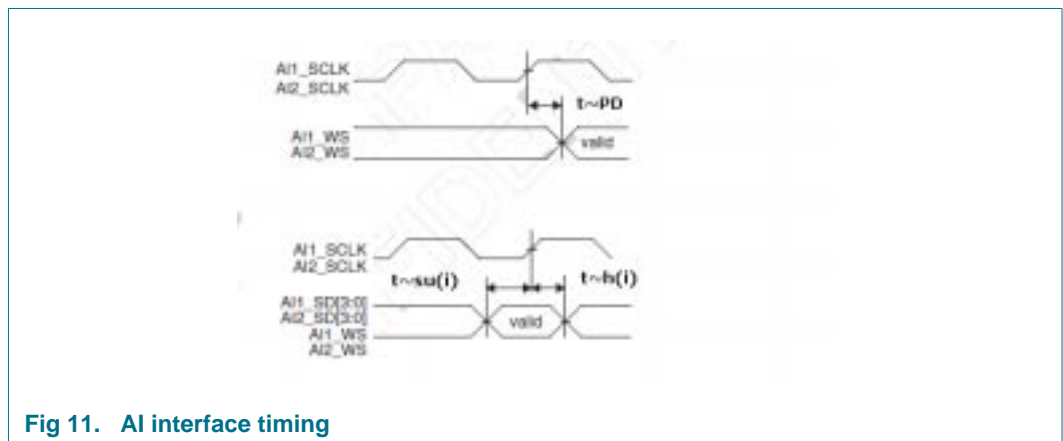 AI1_SCLK
AI2_SCLK
t~PD
AI1_WS
AI2_WS
valid
AI1_SCLK
AI2_SCLK
t~su(i)
t~h(i)
AI1_SD[3:0]
AI2_SD[3:0]
valid
AI1_WS
AI2_WS
Fig 11. AI interface timing